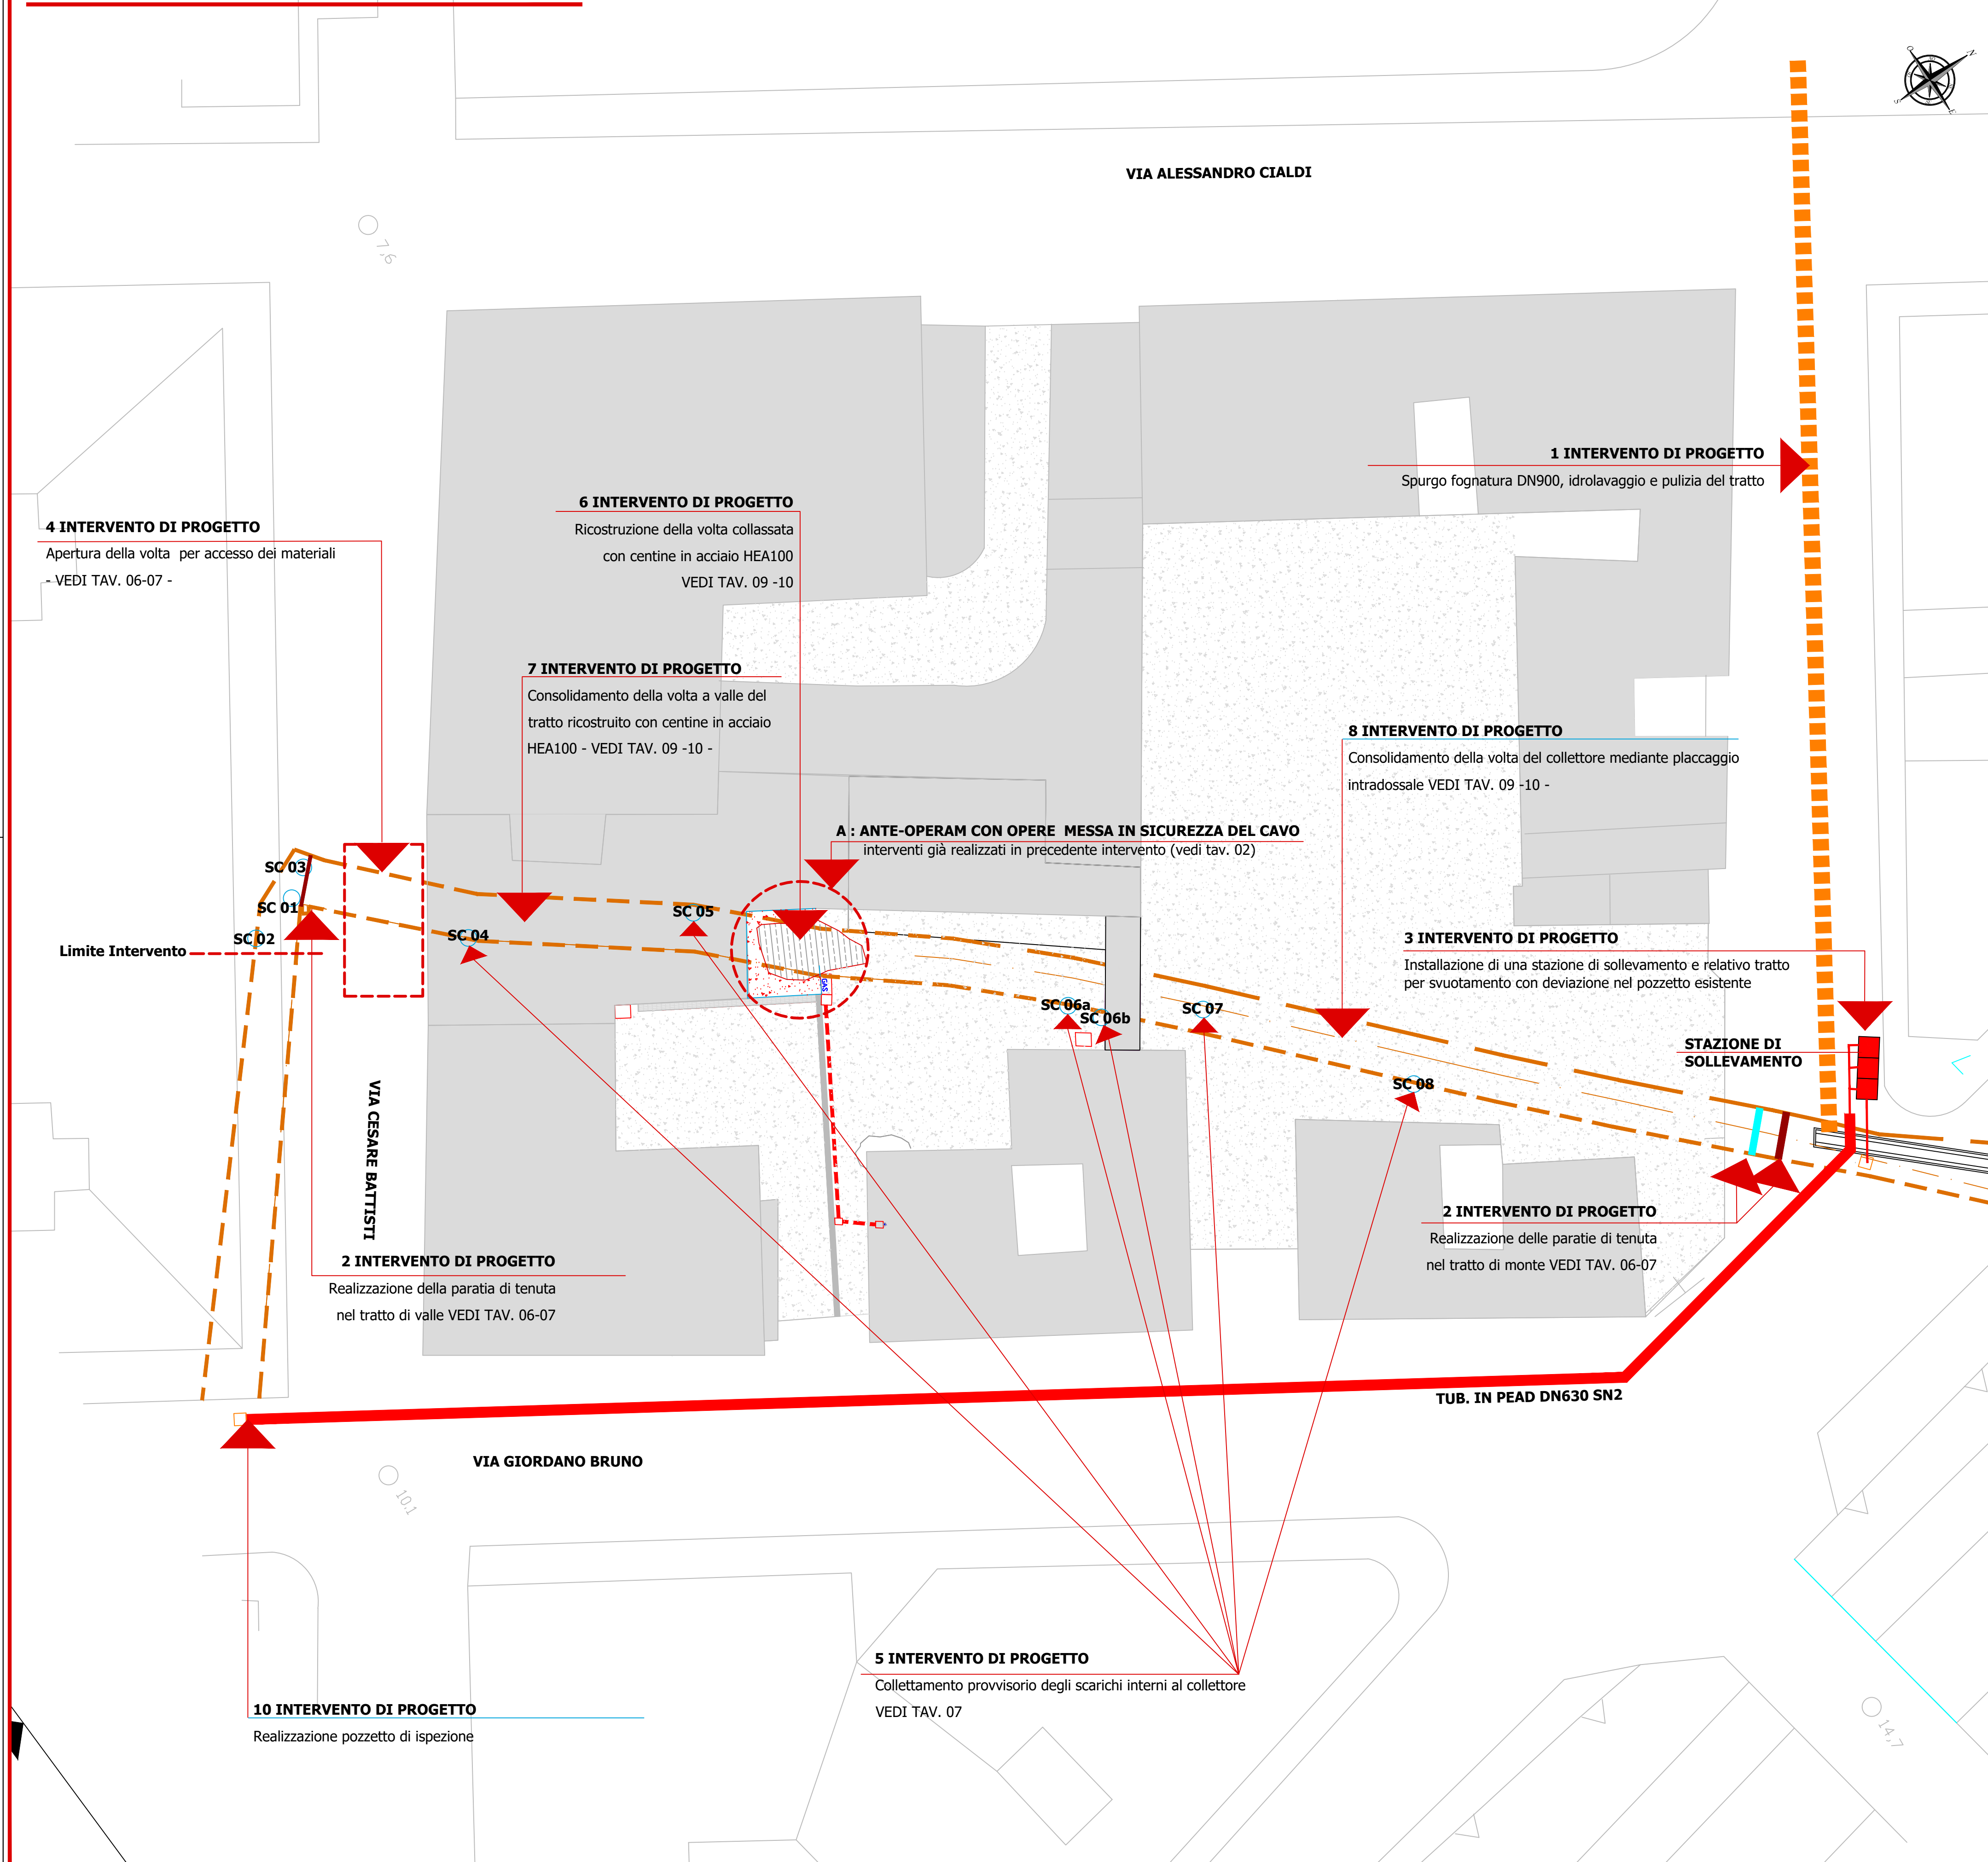 O
N
S
E
VIA ALESSANDRO CIALDI
7,6
1 INTERVENTO DI PROGETTO
Spurgo fognatura DN900, idrolavaggio e pulizia del tratto
6 INTERVENTO DI PROGETTO
Ricostruzione della volta collassata
con centine in acciaio HEA100
VEDI TAV. 09 -10
4 INTERVENTO DI PROGETTO
Apertura della volta  per accesso dei materiali
- VEDI TAV. 06-07 -
7 INTERVENTO DI PROGETTO
Consolidamento della volta a valle del
tratto ricostruito con centine in acciaio
HEA100 - VEDI TAV. 09 -10 -
8 INTERVENTO DI PROGETTO
Consolidamento della volta del collettore mediante placcaggio
intradossale VEDI TAV. 09 -10 -
A : ANTE-OPERAM CON OPERE  MESSA IN SICUREZZA DEL CAVO
interventi già realizzati in precedente intervento (vedi tav. 02)
SC 03
SC 01
SC 02
Limite Intervento
SC 04
SC 05
GAS
SC 06a
SC 06b
SC 07
SC 08
3 INTERVENTO DI PROGETTO
Installazione di una stazione di sollevamento e relativo tratto
per svuotamento con deviazione nel pozzetto esistente
STAZIONE DI
SOLLEVAMENTO
VIA CESARE BATTISTI
2 INTERVENTO DI PROGETTO
Realizzazione delle paratie di tenuta
nel tratto di monte VEDI TAV. 06-07
2 INTERVENTO DI PROGETTO
Realizzazione della paratia di tenuta
nel tratto di valle VEDI TAV. 06-07
TUB. IN PEAD DN630 SN2
VIA GIORDANO BRUNO
10.1
5 INTERVENTO DI PROGETTO
Collettamento provvisorio degli scarichi interni al collettore
VEDI TAV. 07
10 INTERVENTO DI PROGETTO
Realizzazione pozzetto di ispezione
14,7